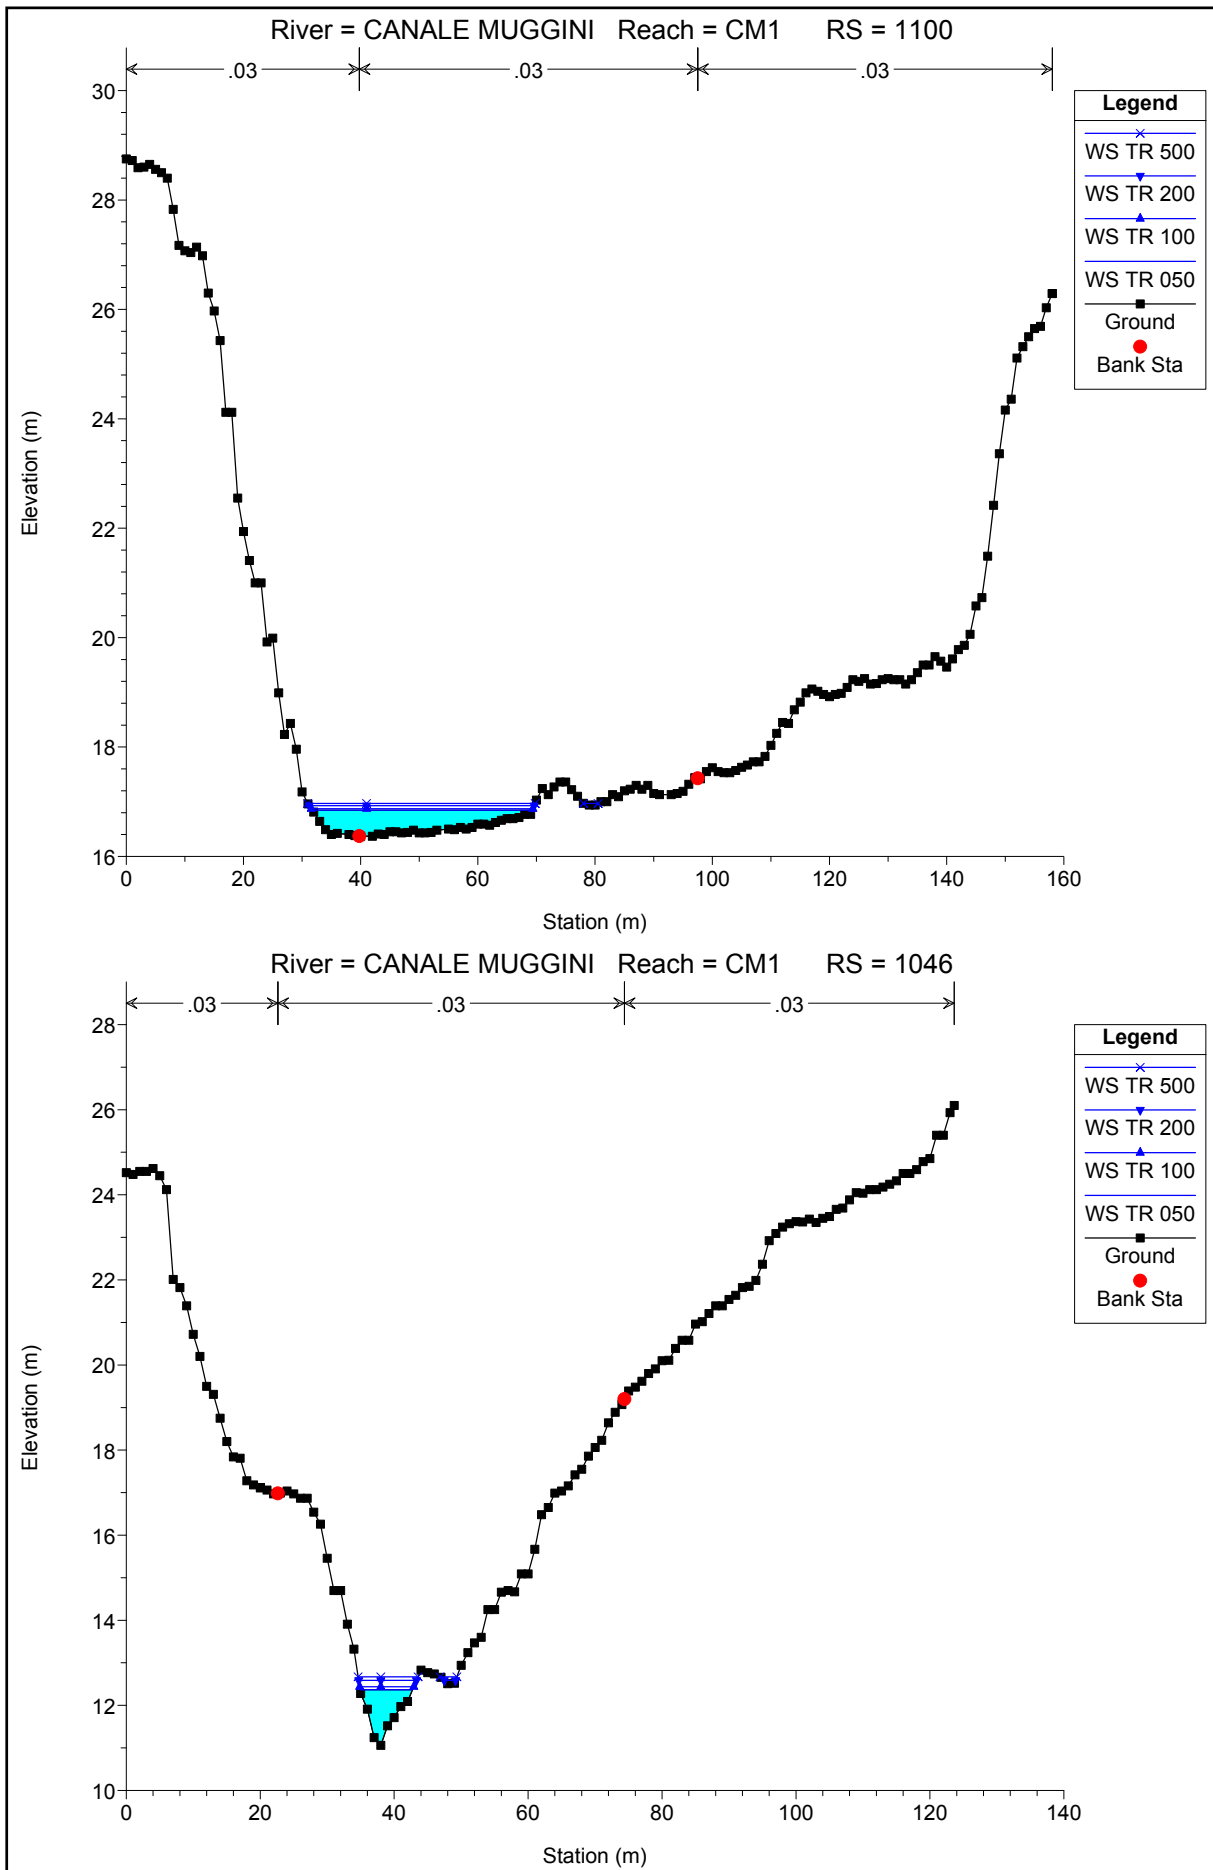 River = CANALE MUGGINI   Reach = CM1      RS = 1100
.03 .03 .03
30
28
26
24
22
20
18
16
Elevation (m)
0 20 40 60 80 100 120 140 160
Station (m)
Legend
WS TR 500
WS TR 200
WS TR 100
WS TR 050
Ground
Bank Sta
River = CANALE MUGGINI   Reach = CM1      RS = 1046
.03 .03 .03
28
26
24
22
20
18
16
14
12
10
Elevation (m)
0 20 40 60 80 100 120 140
Station (m)
Legend
WS TR 500
WS TR 200
WS TR 100
WS TR 050
Ground
Bank Sta